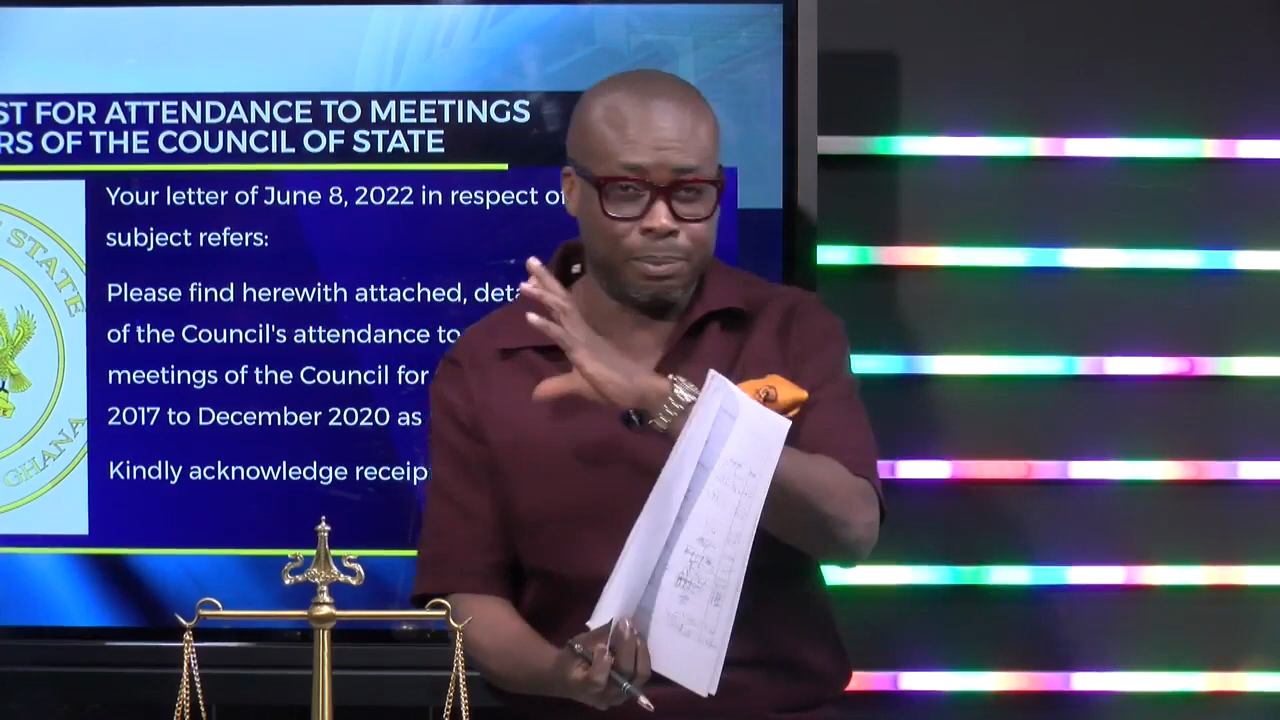 ST FOR ATTENDANCE TO MEETINGS
RS OF THE COUNCIL OF STATE
STATE
GHANA
Your letter of June 8, 2022 in respect of
subject refers:
Please find herewith attached, deta
of the Council's attendance to
meetings of the Council for
2017 to December 2020 as
Kindly acknowledge receip